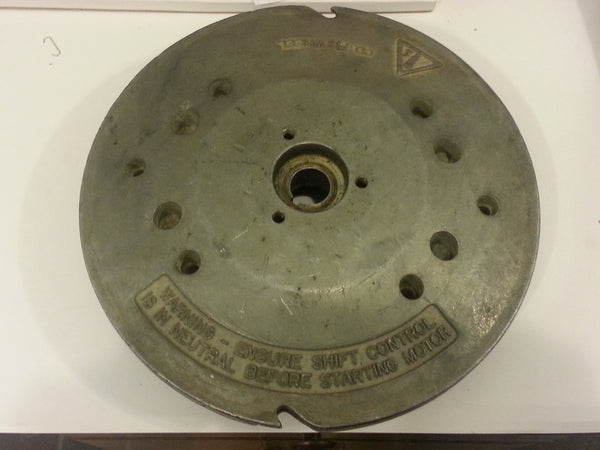 WARNING - ENSURE SHIFT CONTROL
IS IN NEUTRAL BEFORE STARTING MOTOR